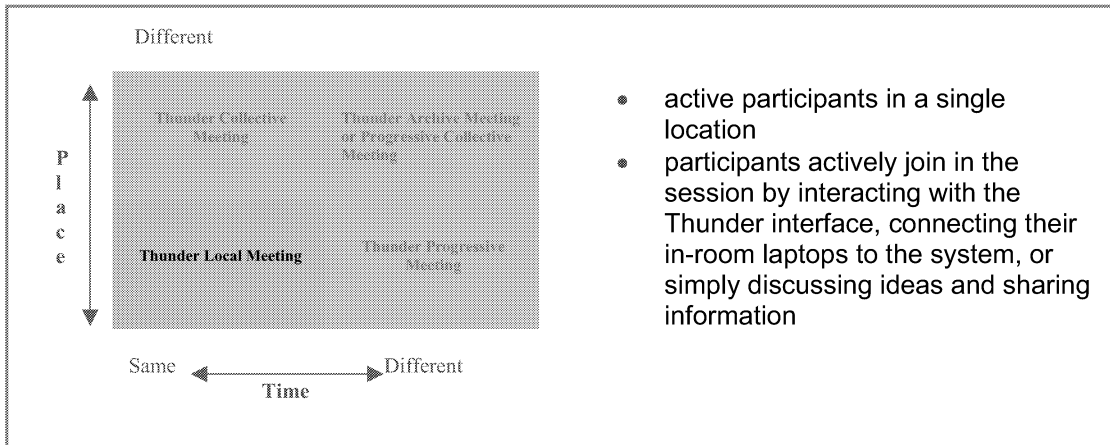 Different
Thunder Collective
Meeting
Thunder Archive Meeting
or Progressive Collective
Meeting
Place
Thunder Local Meeting
Thunder Progressive
Meeting
Same
Different
Time
• active participants in a single
location
• participants actively join in the
session by interacting with the
Thunder interface, connecting their
in-room laptops to the system, or
simply discussing ideas and sharing
information